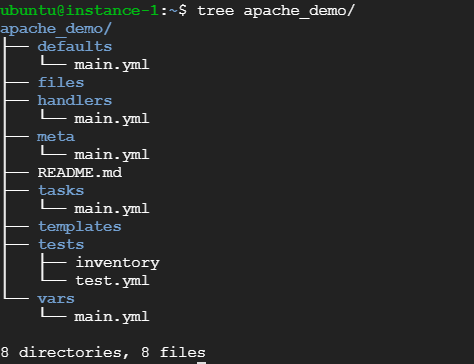 ubuntu@instance-1:~$ tree apache_demo/
apache_demo/
├── defaults
│   └── main.yml
├── files
├── handlers
│   └── main.yml
├── meta
│   └── main.yml
├── README.md
├── tasks
│   └── main.yml
├── templates
├── tests
│   ├── inventory
│   └── test.yml
└── vars
    └── main.yml

8 directories, 8 files